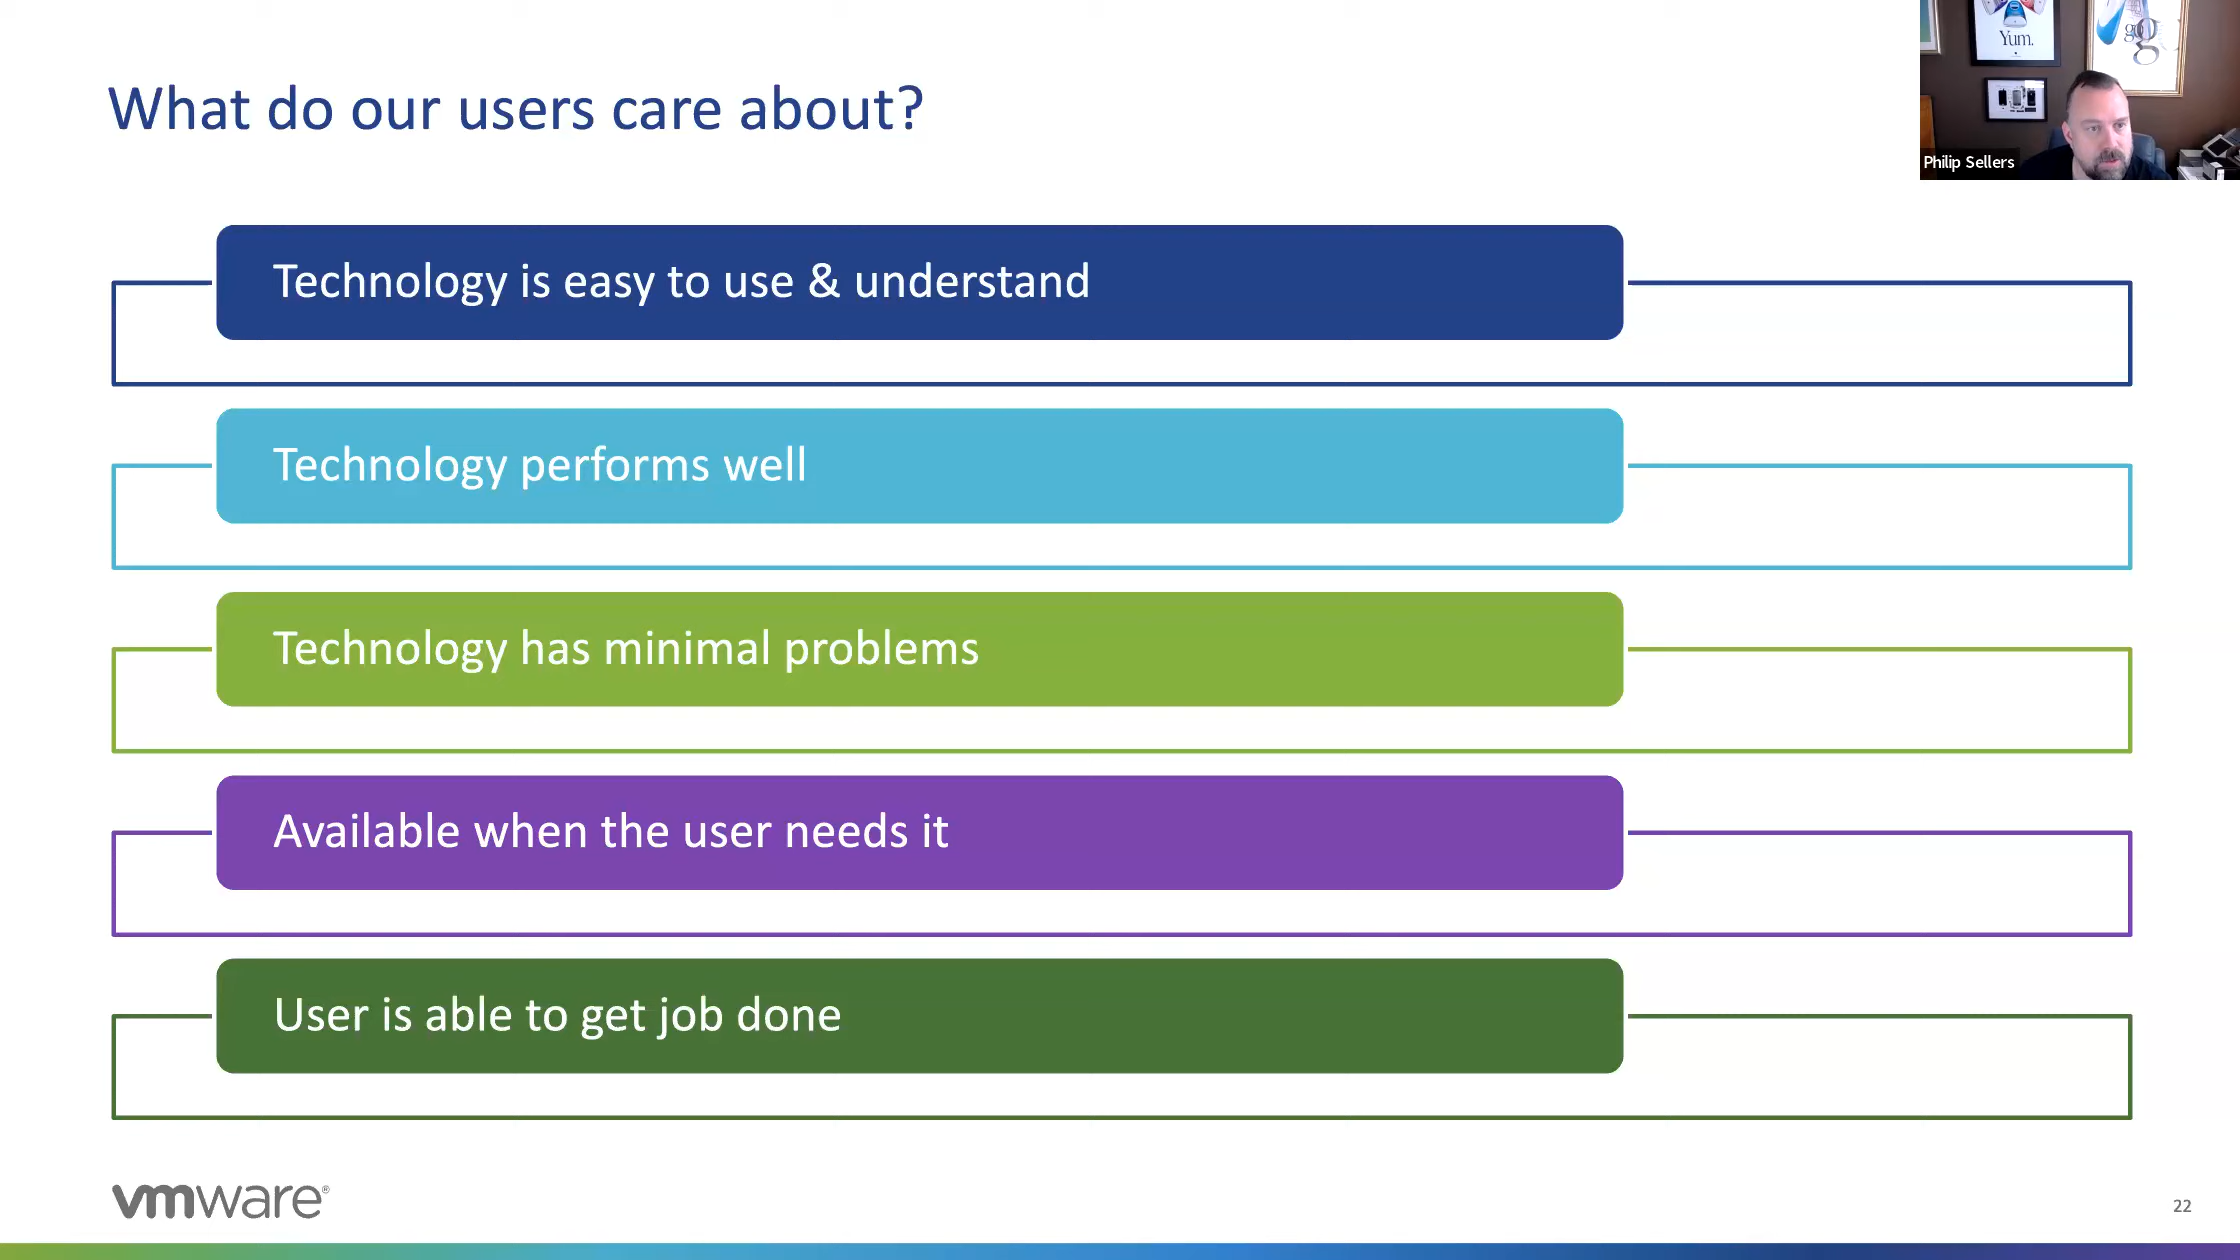 What do our users care about?
Yum.
go
g
Philip Sellers
Technology is easy to use & understand
Technology performs well
Technology has minimal problems
Available when the user needs it
User is able to get job done
vmware®
22